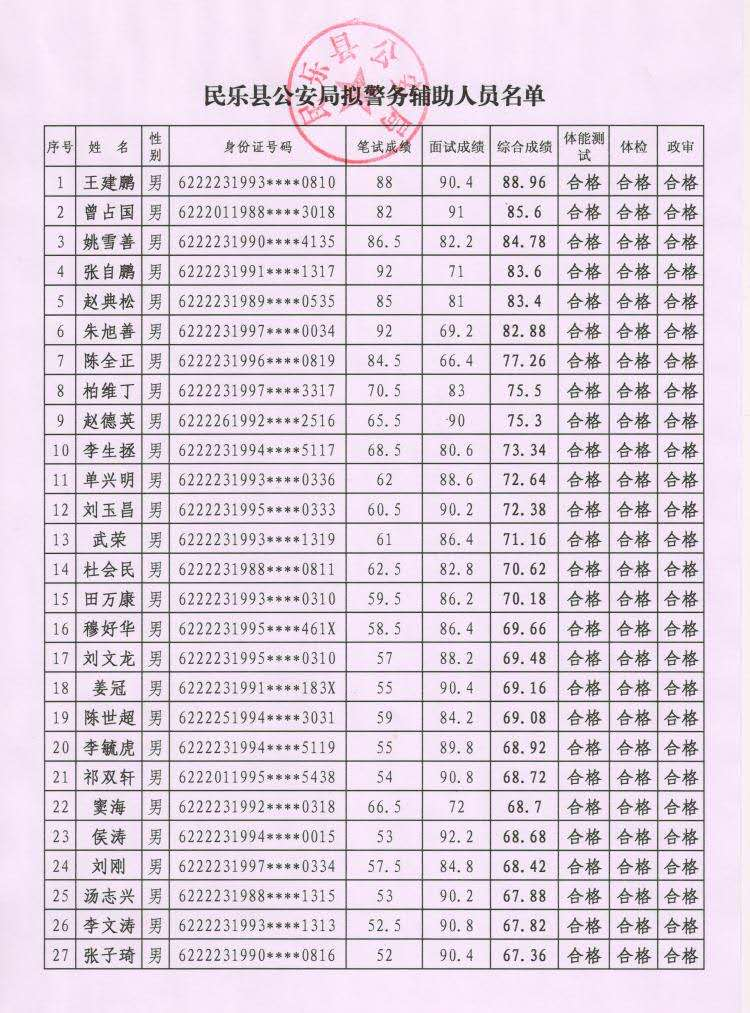 民乐县公安局
民乐县公安局拟警务辅助人员名单
序号 姓 名 性别 身份证号码 笔试成绩 面试成绩 综合成绩 体能测试 体检 政审
1 王建鹏 男 6222231993****0810 88 90.4 88.96 合格 合格 合格
2 曾占国 男 6222011988****3018 82 91 85.6 合格 合格 合格
3 姚雪善 男 6222231990****4135 86.5 82.2 84.78 合格 合格 合格
4 张自鹏 男 6222231991****1317 92 71 83.6 合格 合格 合格
5 赵典松 男 6222231989****0535 85 81 83.4 合格 合格 合格
6 朱旭善 男 6222231997****0034 92 69.2 82.88 合格 合格 合格
7 陈全正 男 6222231996****0819 84.5 66.4 77.26 合格 合格 合格
8 柏维丁 男 6222231997****3317 70.5 83 75.5 合格 合格 合格
9 赵德英 男 6222261992****2516 65.5 90 75.3 合格 合格 合格
10 李生拯 男 6222231994****5117 68.5 80.6 73.34 合格 合格 合格
11 单兴明 男 6222231993****0336 62 88.6 72.64 合格 合格 合格
12 刘玉昌 男 6222231995****0333 60.5 90.2 72.38 合格 合格 合格
13 武荣 男 6222231993****1319 61 86.4 71.16 合格 合格 合格
14 杜会民 男 6222231988****0811 62.5 82.8 70.62 合格 合格 合格
15 田万康 男 6222231993****0310 59.5 86.2 70.18 合格 合格 合格
16 穆好华 男 6222231995****461X 58.5 86.4 69.66 合格 合格 合格
17 刘文龙 男 6222231995****0310 57 88.2 69.48 合格 合格 合格
18 姜冠 男 6222231991****183X 55 90.4 69.16 合格 合格 合格
19 陈世超 男 6222251994****3031 59 84.2 69.08 合格 合格 合格
20 李毓虎 男 6222231994****5119 55 89.8 68.92 合格 合格 合格
21 祁双轩 男 6222011995****5438 54 90.8 68.72 合格 合格 合格
22 窦海 男 6222231992****0318 66.5 72 68.7 合格 合格 合格
23 侯涛 男 6222231994****0015 53 92.2 68.68 合格 合格 合格
24 刘刚 男 6222231997****0334 57.5 84.8 68.42 合格 合格 合格
25 汤志兴 男 6222231988****1315 53 90.2 67.88 合格 合格 合格
26 李文涛 男 6222231993****1313 52.5 90.8 67.82 合格 合格 合格
27 张子琦 男 6222231990****0816 52 90.4 67.36 合格 合格 合格